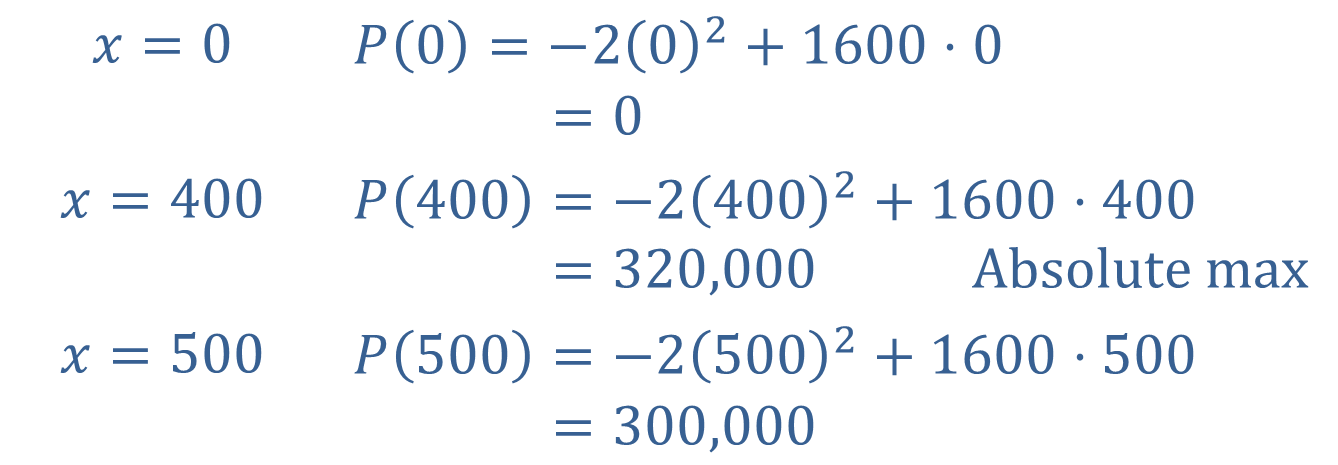 x = 0 P(0) = −2(0)² + 1600 · 0
= 0
x = 400 P(400) = −2(400)² + 1600 · 400
= 320,000 Absolute max
x = 500 P(500) = −2(500)² + 1600 · 500
= 300,000